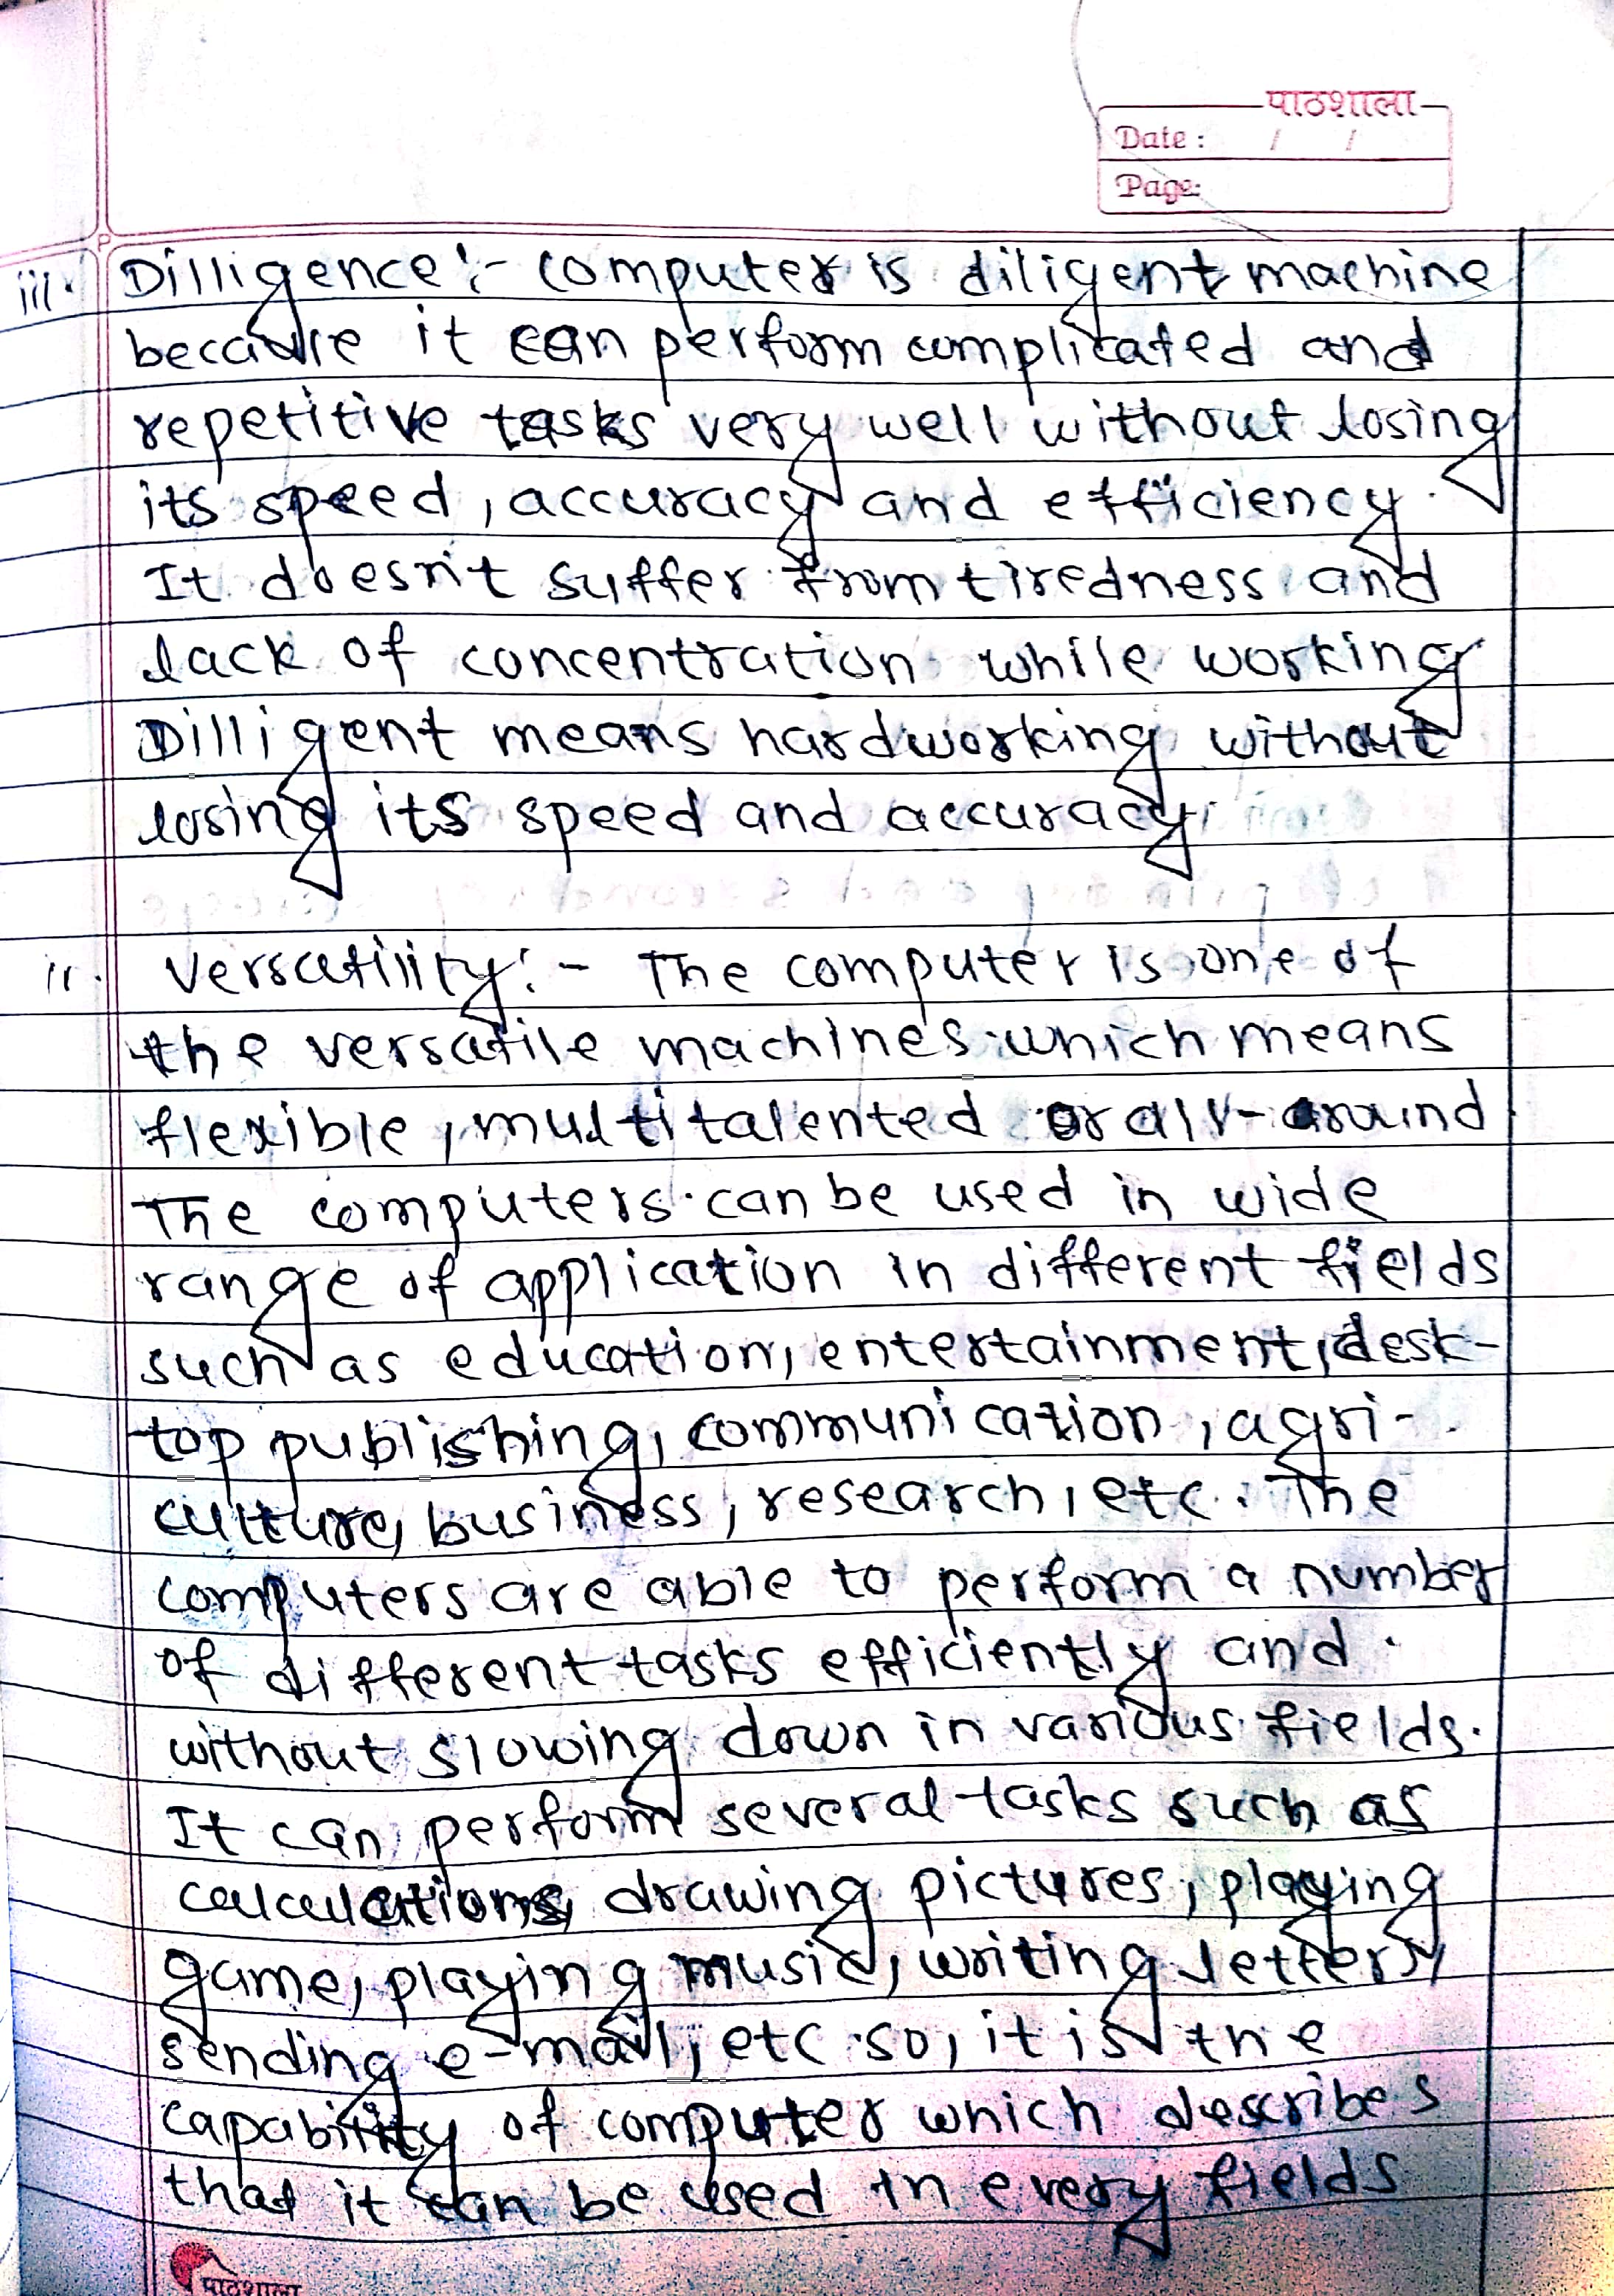 पाठशाला
Date : / /
Page:
iii. Dilligence :- computer is diligent machine
because it can perform complicated and
repetitive tasks very well without losing
its speed, accuracy and efficiency.
It doesn't suffer from tiredness and
lack of concentration while working
Dilligent means hardworking without
losing its speed and accuracy.
ii. Versatility :- The computer is one of
the versatile machines which means
flexible, multitalented or all-around
The computers can be used in wide
range of application in different fields
such as education, entertainment, desk-
top publishing, communication, agri-
culture, business, research, etc. The
computers are able to perform a number
of different tasks efficiently and
without slowing down in various fields.
It can perform several tasks such as
calculations, drawing pictures, playing
game, playing music, writing letters,
sending e-mail, etc so, it is the
capability of computer which describes
that it can be used in every fields
पाठशाला